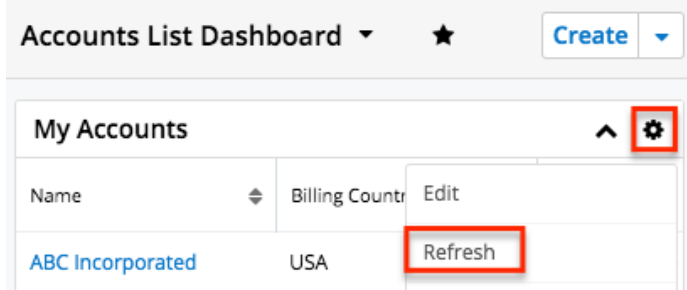 Accounts List Dashboard
Create
My Accounts
Name
Billing Countr
Edit
ABC Incorporated
USA
Refresh